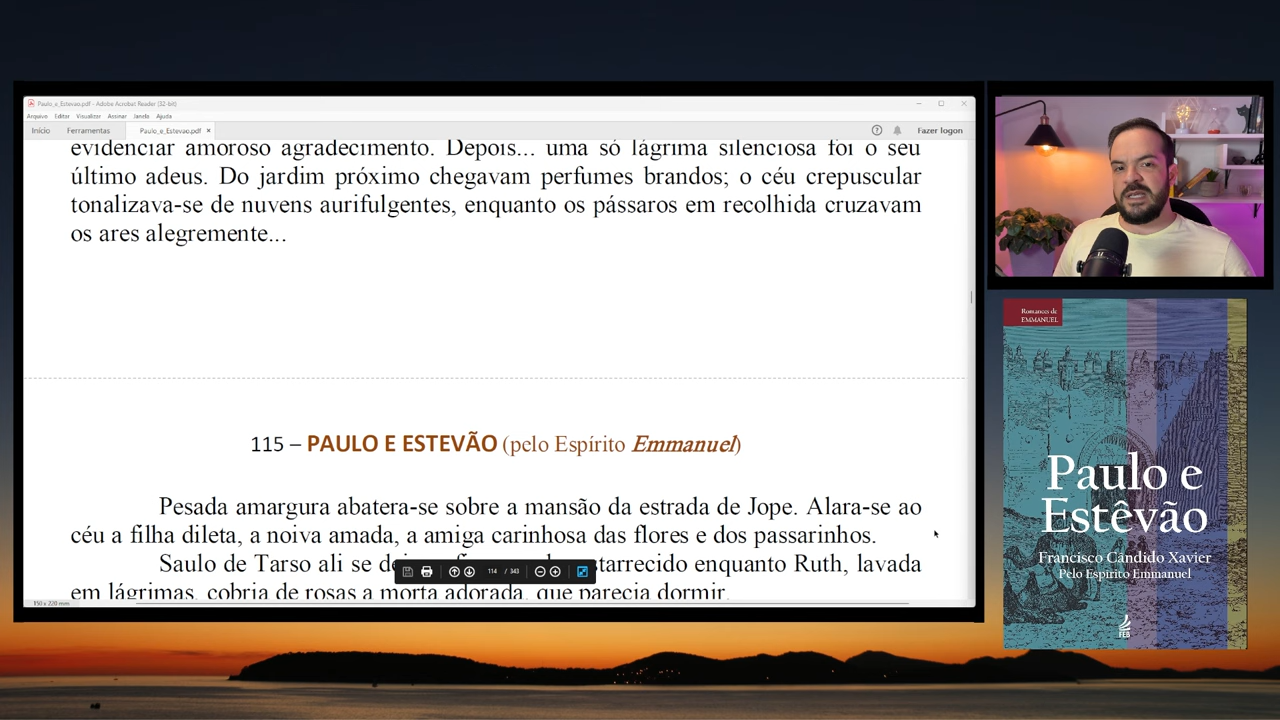 Paulo_e_Estevao.pdf - Adobe Acrobat Reader (32-bit)
Arquivo Editar Visualizar Assinar Janela Ajuda
Início Ferramentas Paulo_e_Estevao.pdf × Fazer logon
evidenciar amoroso agradecimento. Depois... uma só lágrima silenciosa foi o seu
último adeus. Do jardim próximo chegavam perfumes brandos; o céu crepuscular
tonalizava-se de nuvens aurifulgentes, enquanto os pássaros em recolhida cruzavam
os ares alegremente...
115 – PAULO E ESTEVÃO (pelo Espírito Emmanuel)
Pesada amargura abatera-se sobre a mansão da estrada de Jope. Alara-se ao
céu a filha dileta, a noiva amada, a amiga carinhosa das flores e dos passarinhos.
Saulo de Tarso ali se enquanto Ruth, lavada
em lágrimas, cobria de rosas a morta adorada, que parecia dormir.
114 / 343
150 x 220 mm
Romances de
EMMANUEL
Paulo e
Estêvão
Francisco Cândido Xavier
Pelo Espírito Emmanuel
FEB